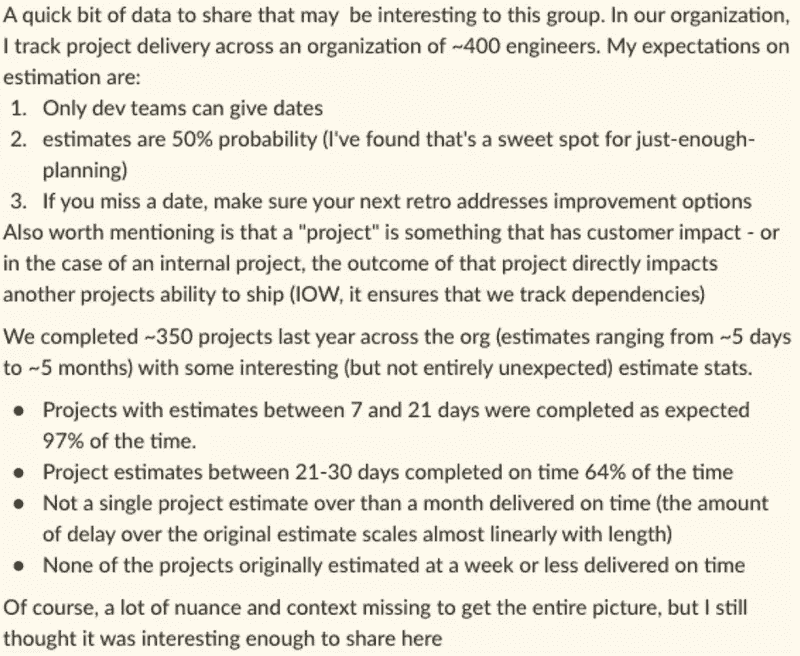 A quick bit of data to share that may  be interesting to this group. In our organization,
I track project delivery across an organization of ~400 engineers. My expectations on
estimation are:
1. Only dev teams can give dates
2. estimates are 50% probability (I've found that's a sweet spot for just-enough-
planning)
3. If you miss a date, make sure your next retro addresses improvement options
Also worth mentioning is that a "project" is something that has customer impact - or
in the case of an internal project, the outcome of that project directly impacts
another projects ability to ship (IOW, it ensures that we track dependencies)
We completed ~350 projects last year across the org (estimates ranging from ~5 days
to ~5 months) with some interesting (but not entirely unexpected) estimate stats.
● Projects with estimates between 7 and 21 days were completed as expected
97% of the time.
● Project estimates between 21-30 days completed on time 64% of the time
● Not a single project estimate over than a month delivered on time (the amount
of delay over the original estimate scales almost linearly with length)
● None of the projects originally estimated at a week or less delivered on time
Of course, a lot of nuance and context missing to get the entire picture, but I still
thought it was interesting enough to share here